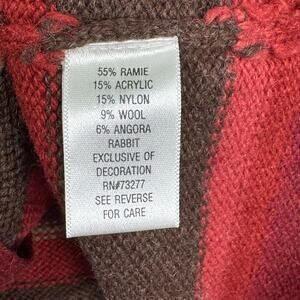 55% RAMIE
15% ACRYLIC
15% NYLON
9% WOOL
6% ANGORA
RABBIT
EXCLUSIVE OF
DECORATION
RN#73277
SEE REVERSE
FOR CARE